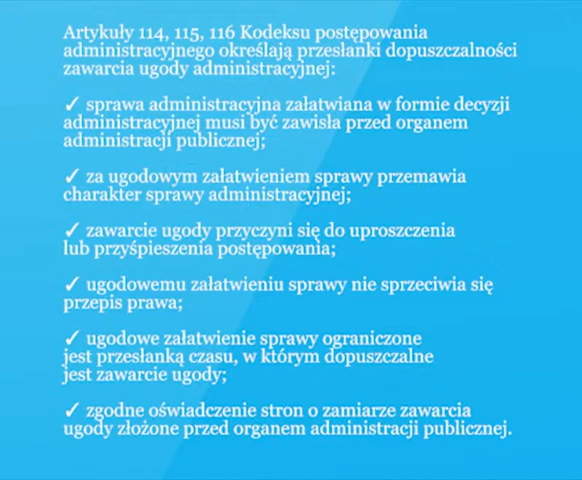 Artykuły 114, 115, 116 Kodeksu postępowania
administracyjnego określają przesłanki dopuszczalności
zawarcia ugody administracyjnej:
✓ sprawa administracyjna załatwiana w formie decyzji
administracyjnej musi być zawisła przed organem
administracji publicznej;
✓ za ugodowym załatwieniem sprawy przemawia
charakter sprawy administracyjnej;
✓ zawarcie ugody przyczyni się do uproszczenia
lub przyśpieszenia postępowania;
✓ ugodowemu załatwieniu sprawy nie sprzeciwia się
przepis prawa;
✓ ugodowe załatwienie sprawy ograniczone
jest przesłanką czasu, w którym dopuszczalne
jest zawarcie ugody;
✓ zgodne oświadczenie stron o zamiarze zawarcia
ugody złożone przed organem administracji publicznej.